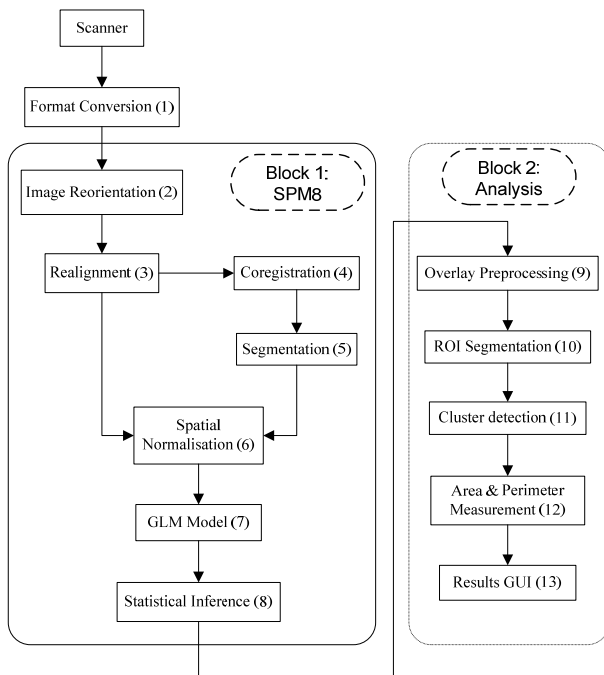 Scanner
Format Conversion (1)
Block 1:
SPM8
Image Reorientation (2)
Realignment (3)
Coregistration (4)
Segmentation (5)
Spatial
Normalisation (6)
GLM Model (7)
Statistical Inference (8)
Block 2:
Analysis
Overlay Preprocessing (9)
ROI Segmentation (10)
Cluster detection (11)
Area & Perimeter
Measurement (12)
Results GUI (13)